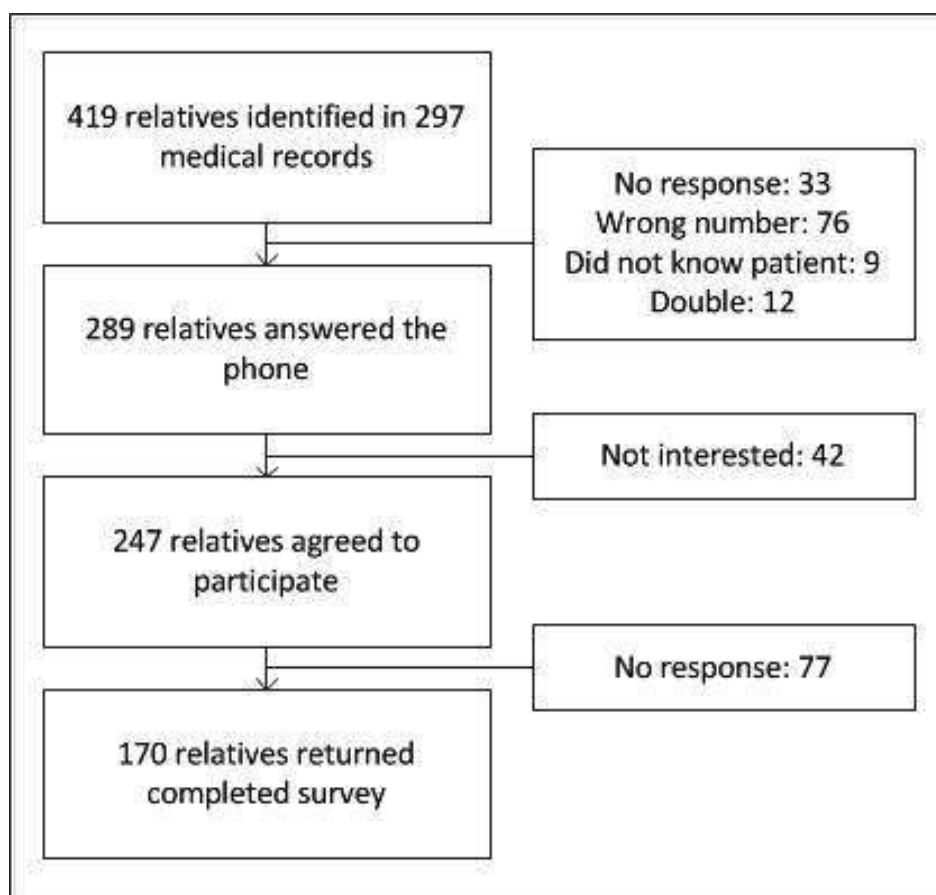 419 relatives identified in 297
medical records
No response: 33
Wrong number: 76
Did not know patient: 9
Double: 12
289 relatives answered the
phone
Not interested: 42
247 relatives agreed to
participate
No response: 77
170 relatives returned
completed survey